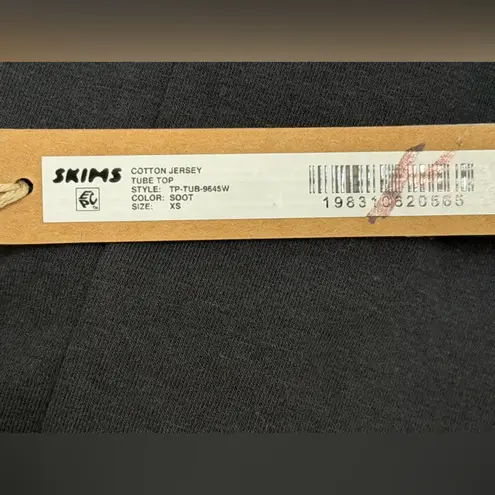 SKIMS
COTTON JERSEY
TUBE TOP
STYLE: TP-TUB-9645W
COLOR: SOOT
SIZE: XS
198310620565